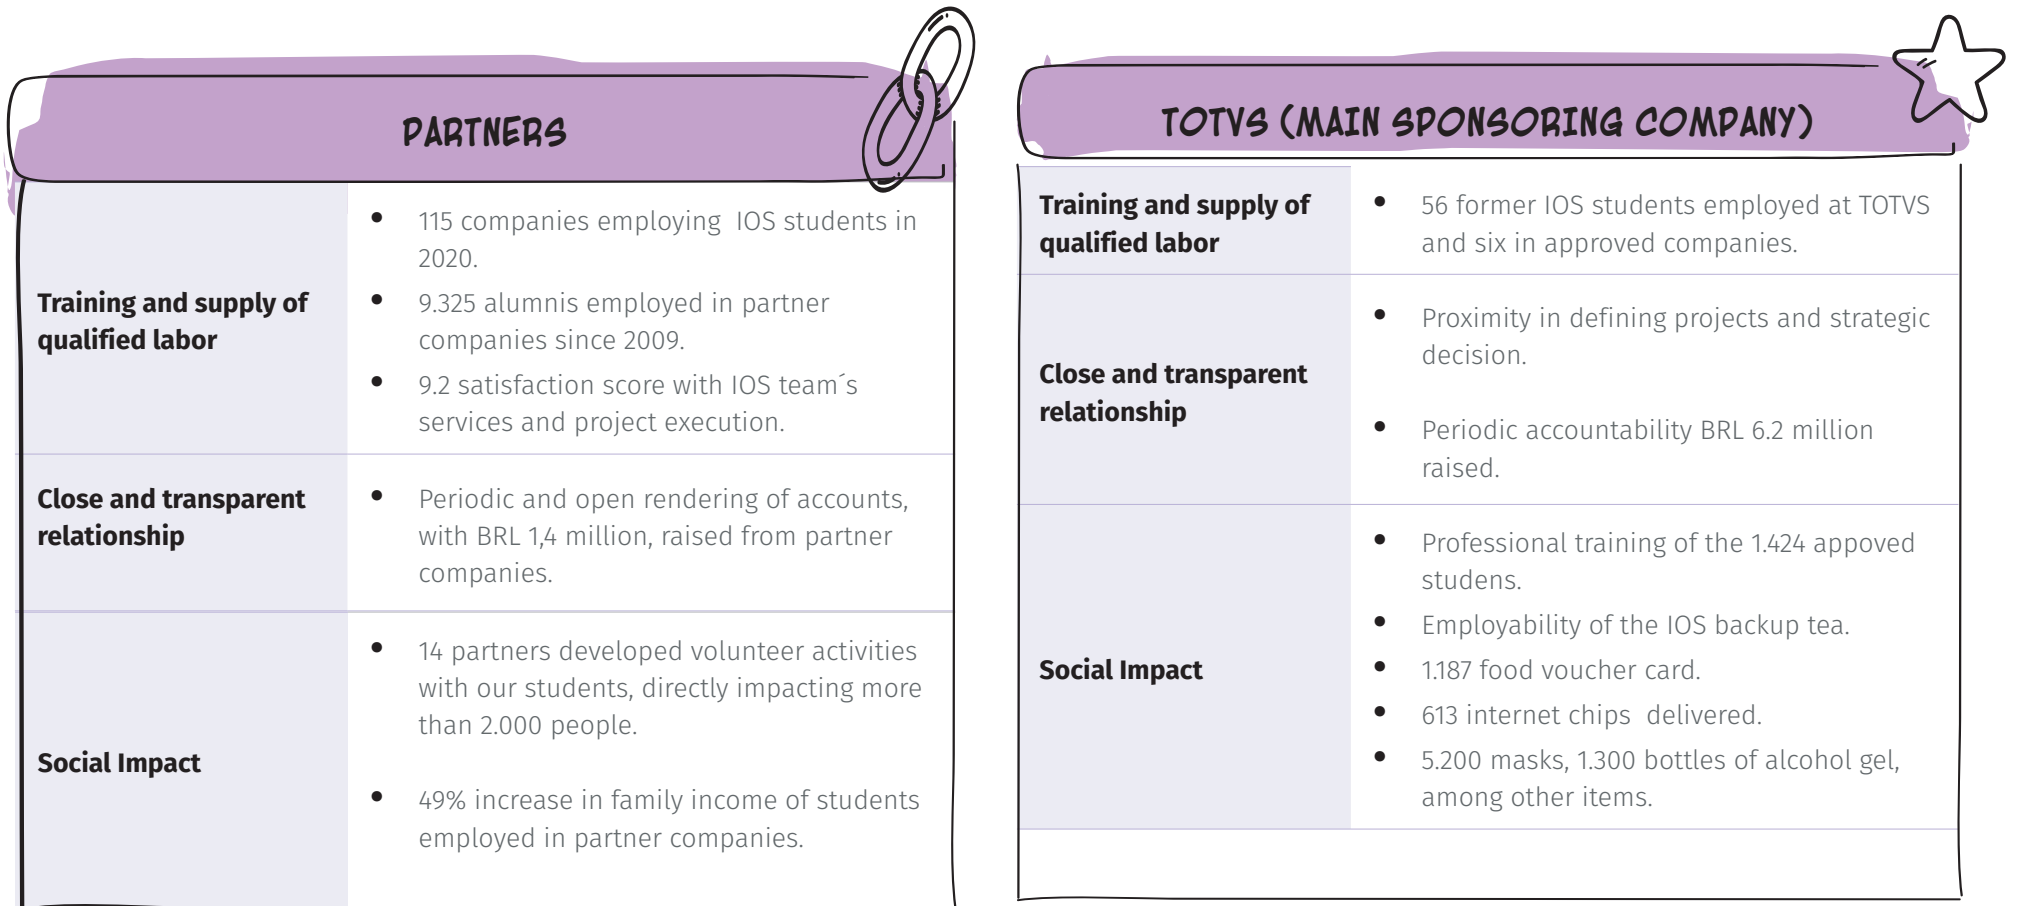 PARTNERS
Training and supply of
qualified labor
• 115 companies employing  IOS students in
2020.
• 9.325 alumnis employed in partner
companies since 2009.
• 9.2 satisfaction score with IOS team´s
services and project execution.
Close and transparent
relationship
• Periodic and open rendering of accounts,
with BRL 1,4 million, raised from partner
companies.
Social Impact
• 14 partners developed volunteer activities
with our students, directly impacting more
than 2.000 people.
• 49% increase in family income of students
employed in partner companies.
TOTVS (MAIN SPONSORING COMPANY)
Training and supply of
qualified labor
• 56 former IOS students employed at TOTVS
and six in approved companies.
Close and transparent
relationship
• Proximity in defining projects and strategic
decision.
• Periodic accountability BRL 6.2 million
raised.
Social Impact
• Professional training of the 1.424 appoved
studens.
• Employability of the IOS backup tea.
• 1.187 food voucher card.
• 613 internet chips  delivered.
• 5.200 masks, 1.300 bottles of alcohol gel,
among other items.